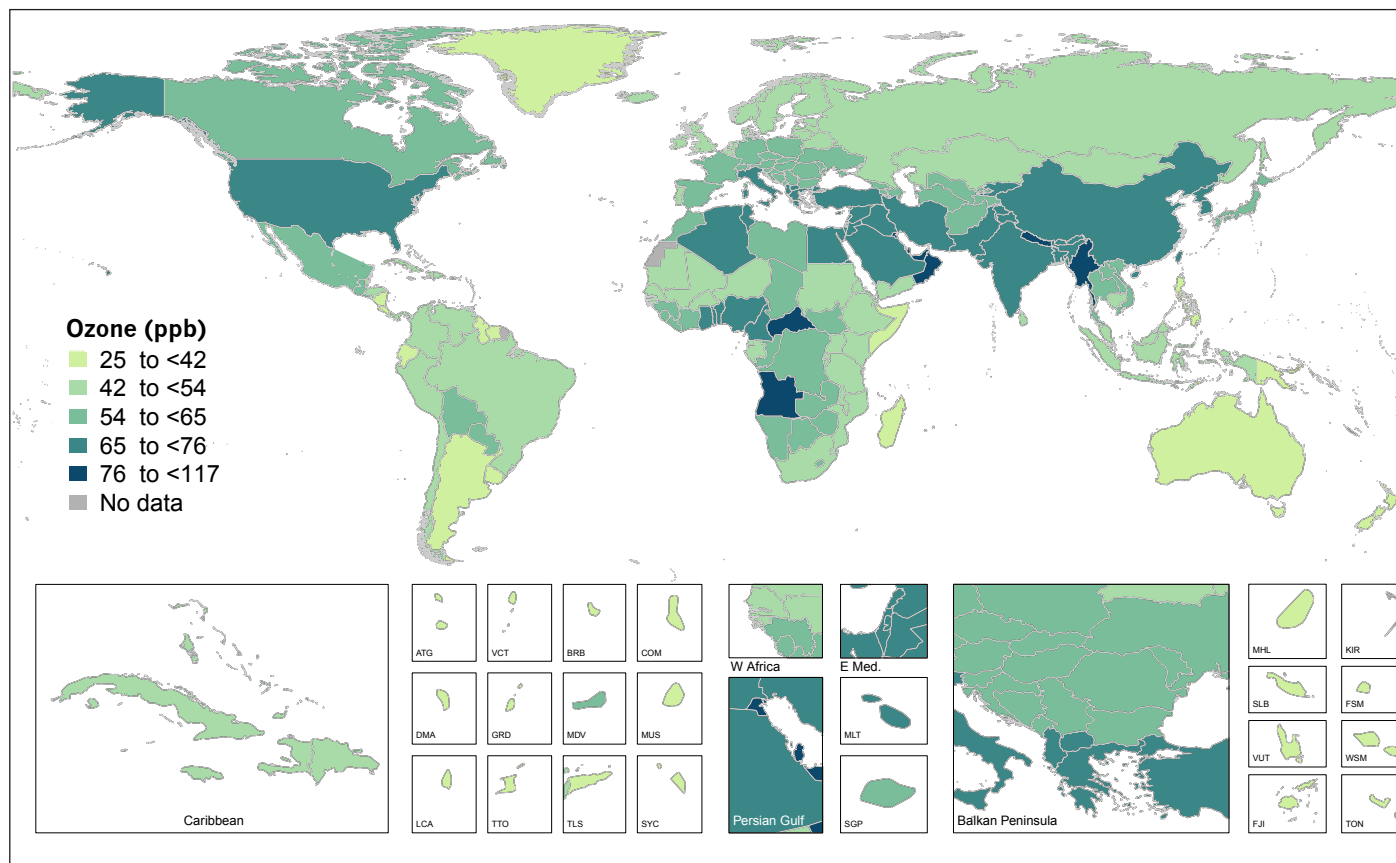 Ozone (ppb)
25 to <42
42 to <54
54 to <65
65 to <76
76 to <117
No data
Caribbean
ATG
VCT
BRB
COM
DMA
GRD
MDV
MUS
LCA
TTO
TLS
SYC
W Africa
E Med.
Persian Gulf
MLT
SGP
Balkan Peninsula
MHL
KIR
SLB
FSM
VUT
WSM
FJI
TON